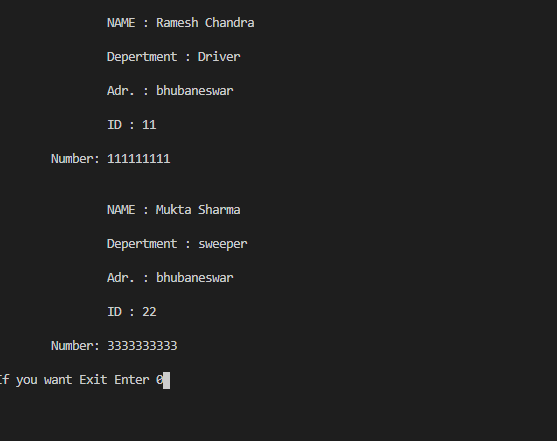 NAME : Ramesh Chandra
Depertment : Driver
Adr. : bhubaneswar
ID : 11
Number: 111111111
NAME : Mukta Sharma
Depertment : sweeper
Adr. : bhubaneswar
ID : 22
Number: 3333333333
If you want Exit Enter 0